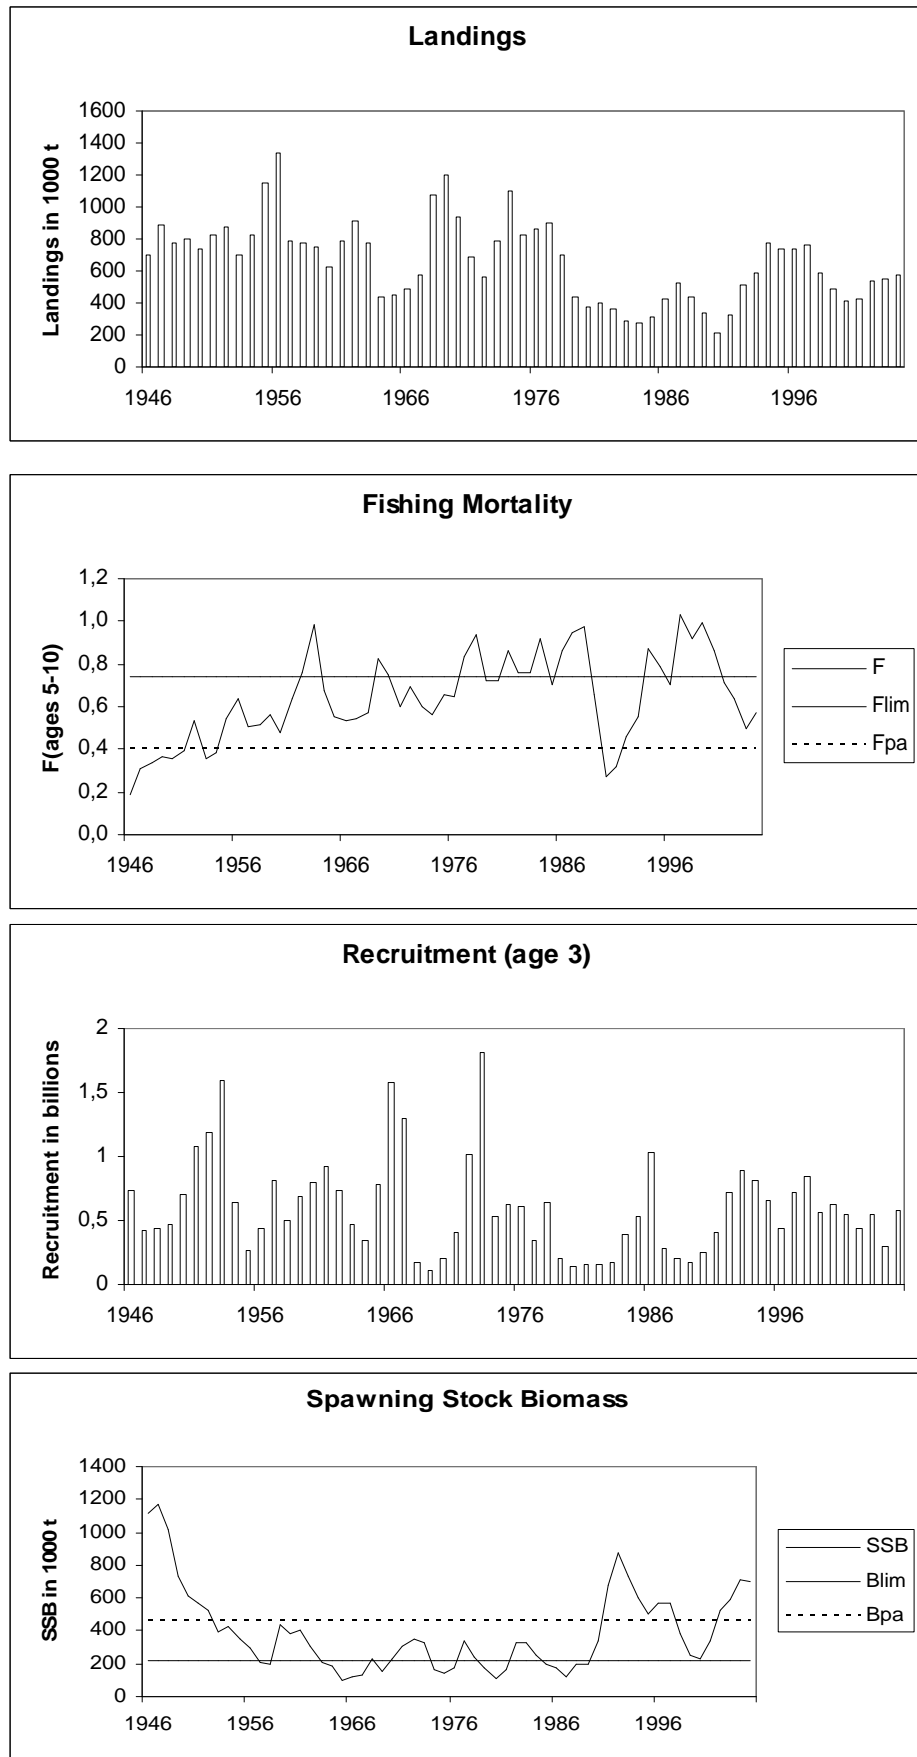 Landings
Landings in 1000 t
1600
1400
1200
1000
800
600
400
200
0
1946 1956 1966 1976 1986 1996
Fishing Mortality
F(ages 5-10)
1,2
1,0
0,8
0,6
0,4
0,2
0,0
1946 1956 1966 1976 1986 1996
F
Flim
Fpa
Recruitment (age 3)
Recruitment in billions
2
1,5
1
0,5
0
1946 1956 1966 1976 1986 1996
Spawning Stock Biomass
SSB in 1000 t
1400
1200
1000
800
600
400
200
0
1946 1956 1966 1976 1986 1996
SSB
Blim
Bpa